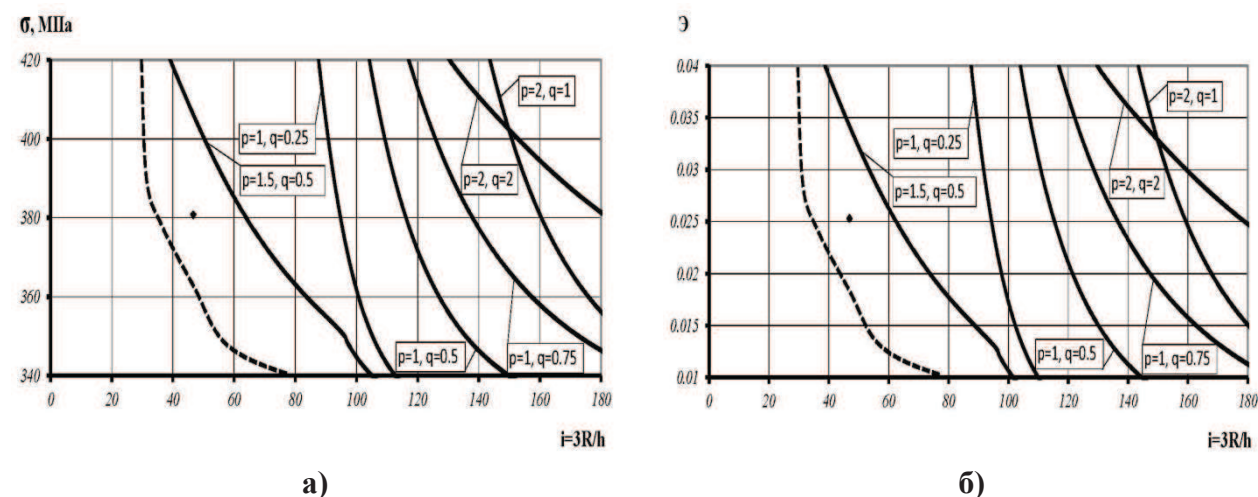 σ, МПа
420
400
380
360
340
0 20 40 60 80 100 120 140 160 180
p=1, q=0.25
p=1.5, q=0.5
p=2, q=1
p=2, q=2
p=1, q=0.5
p=1, q=0.75
i=3R/h
а)
Э
0.04
0.035
0.03
0.025
0.02
0.015
0.01
0 20 40 60 80 100 120 140 160 180
p=1, q=0.25
p=1.5, q=0.5
p=2, q=1
p=2, q=2
p=1, q=0.5
p=1, q=0.75
i=3R/h
б)